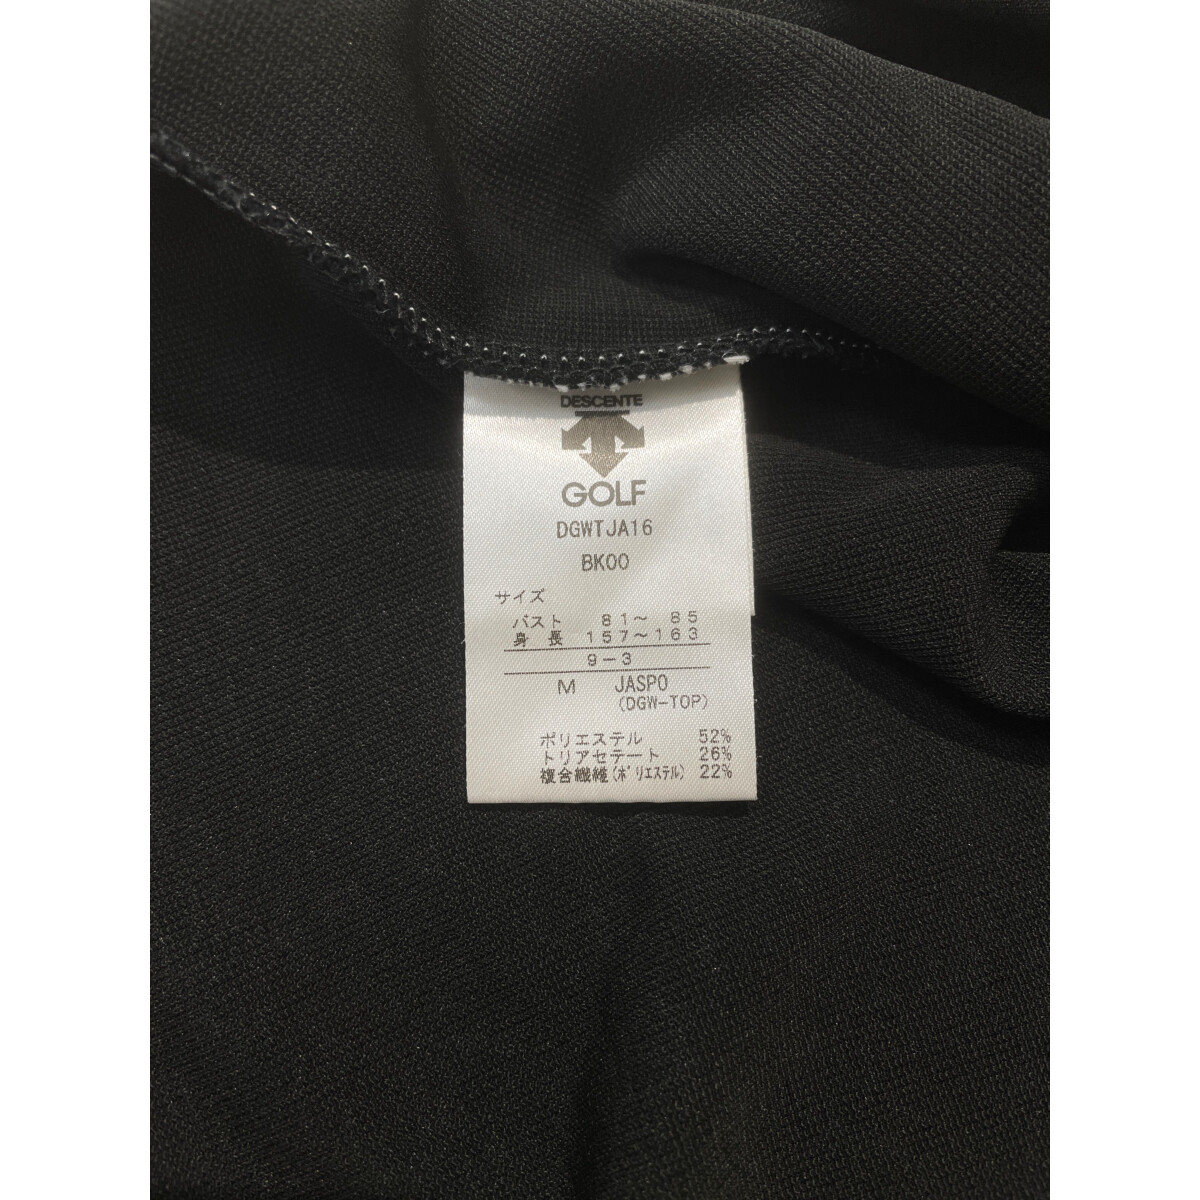 DESCENTE
GOLF
DGWTJA16
BK00
サイズ
バスト 81〜 85
身 長 157〜163
9-3
M JASPO
(DGW-TOP)
ポリエステル 52%
トリアセテート 26%
複合繊維(ポリエステル) 22%